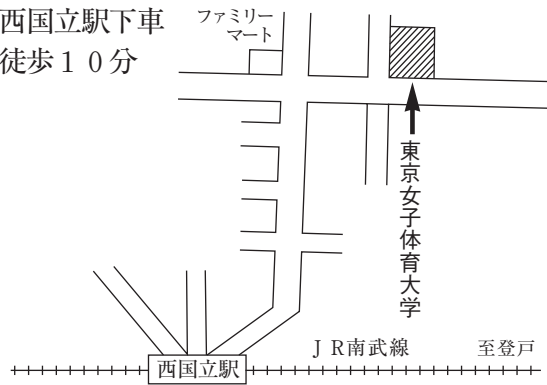 西国立駅下車
徒歩10分
ファミリー
マート
東京女子体育大学
JR南武線
至登戸
西国立駅